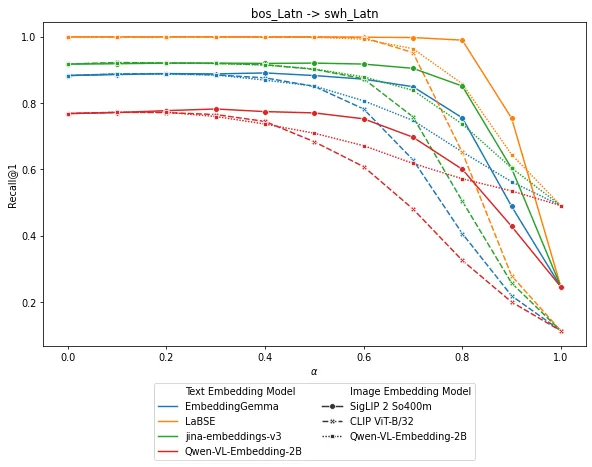 bos_Latn -> swh_Latn
Recall@1
1.0
0.8
0.6
0.4
0.2
0.0 0.2 0.4 0.6 0.8 1.0
α
Text Embedding Model Image Embedding Model
EmbeddingGemma SigLIP 2 So400m
LaBSE CLIP ViT-B/32
jina-embeddings-v3 Qwen-VL-Embedding-2B
Qwen-VL-Embedding-2B